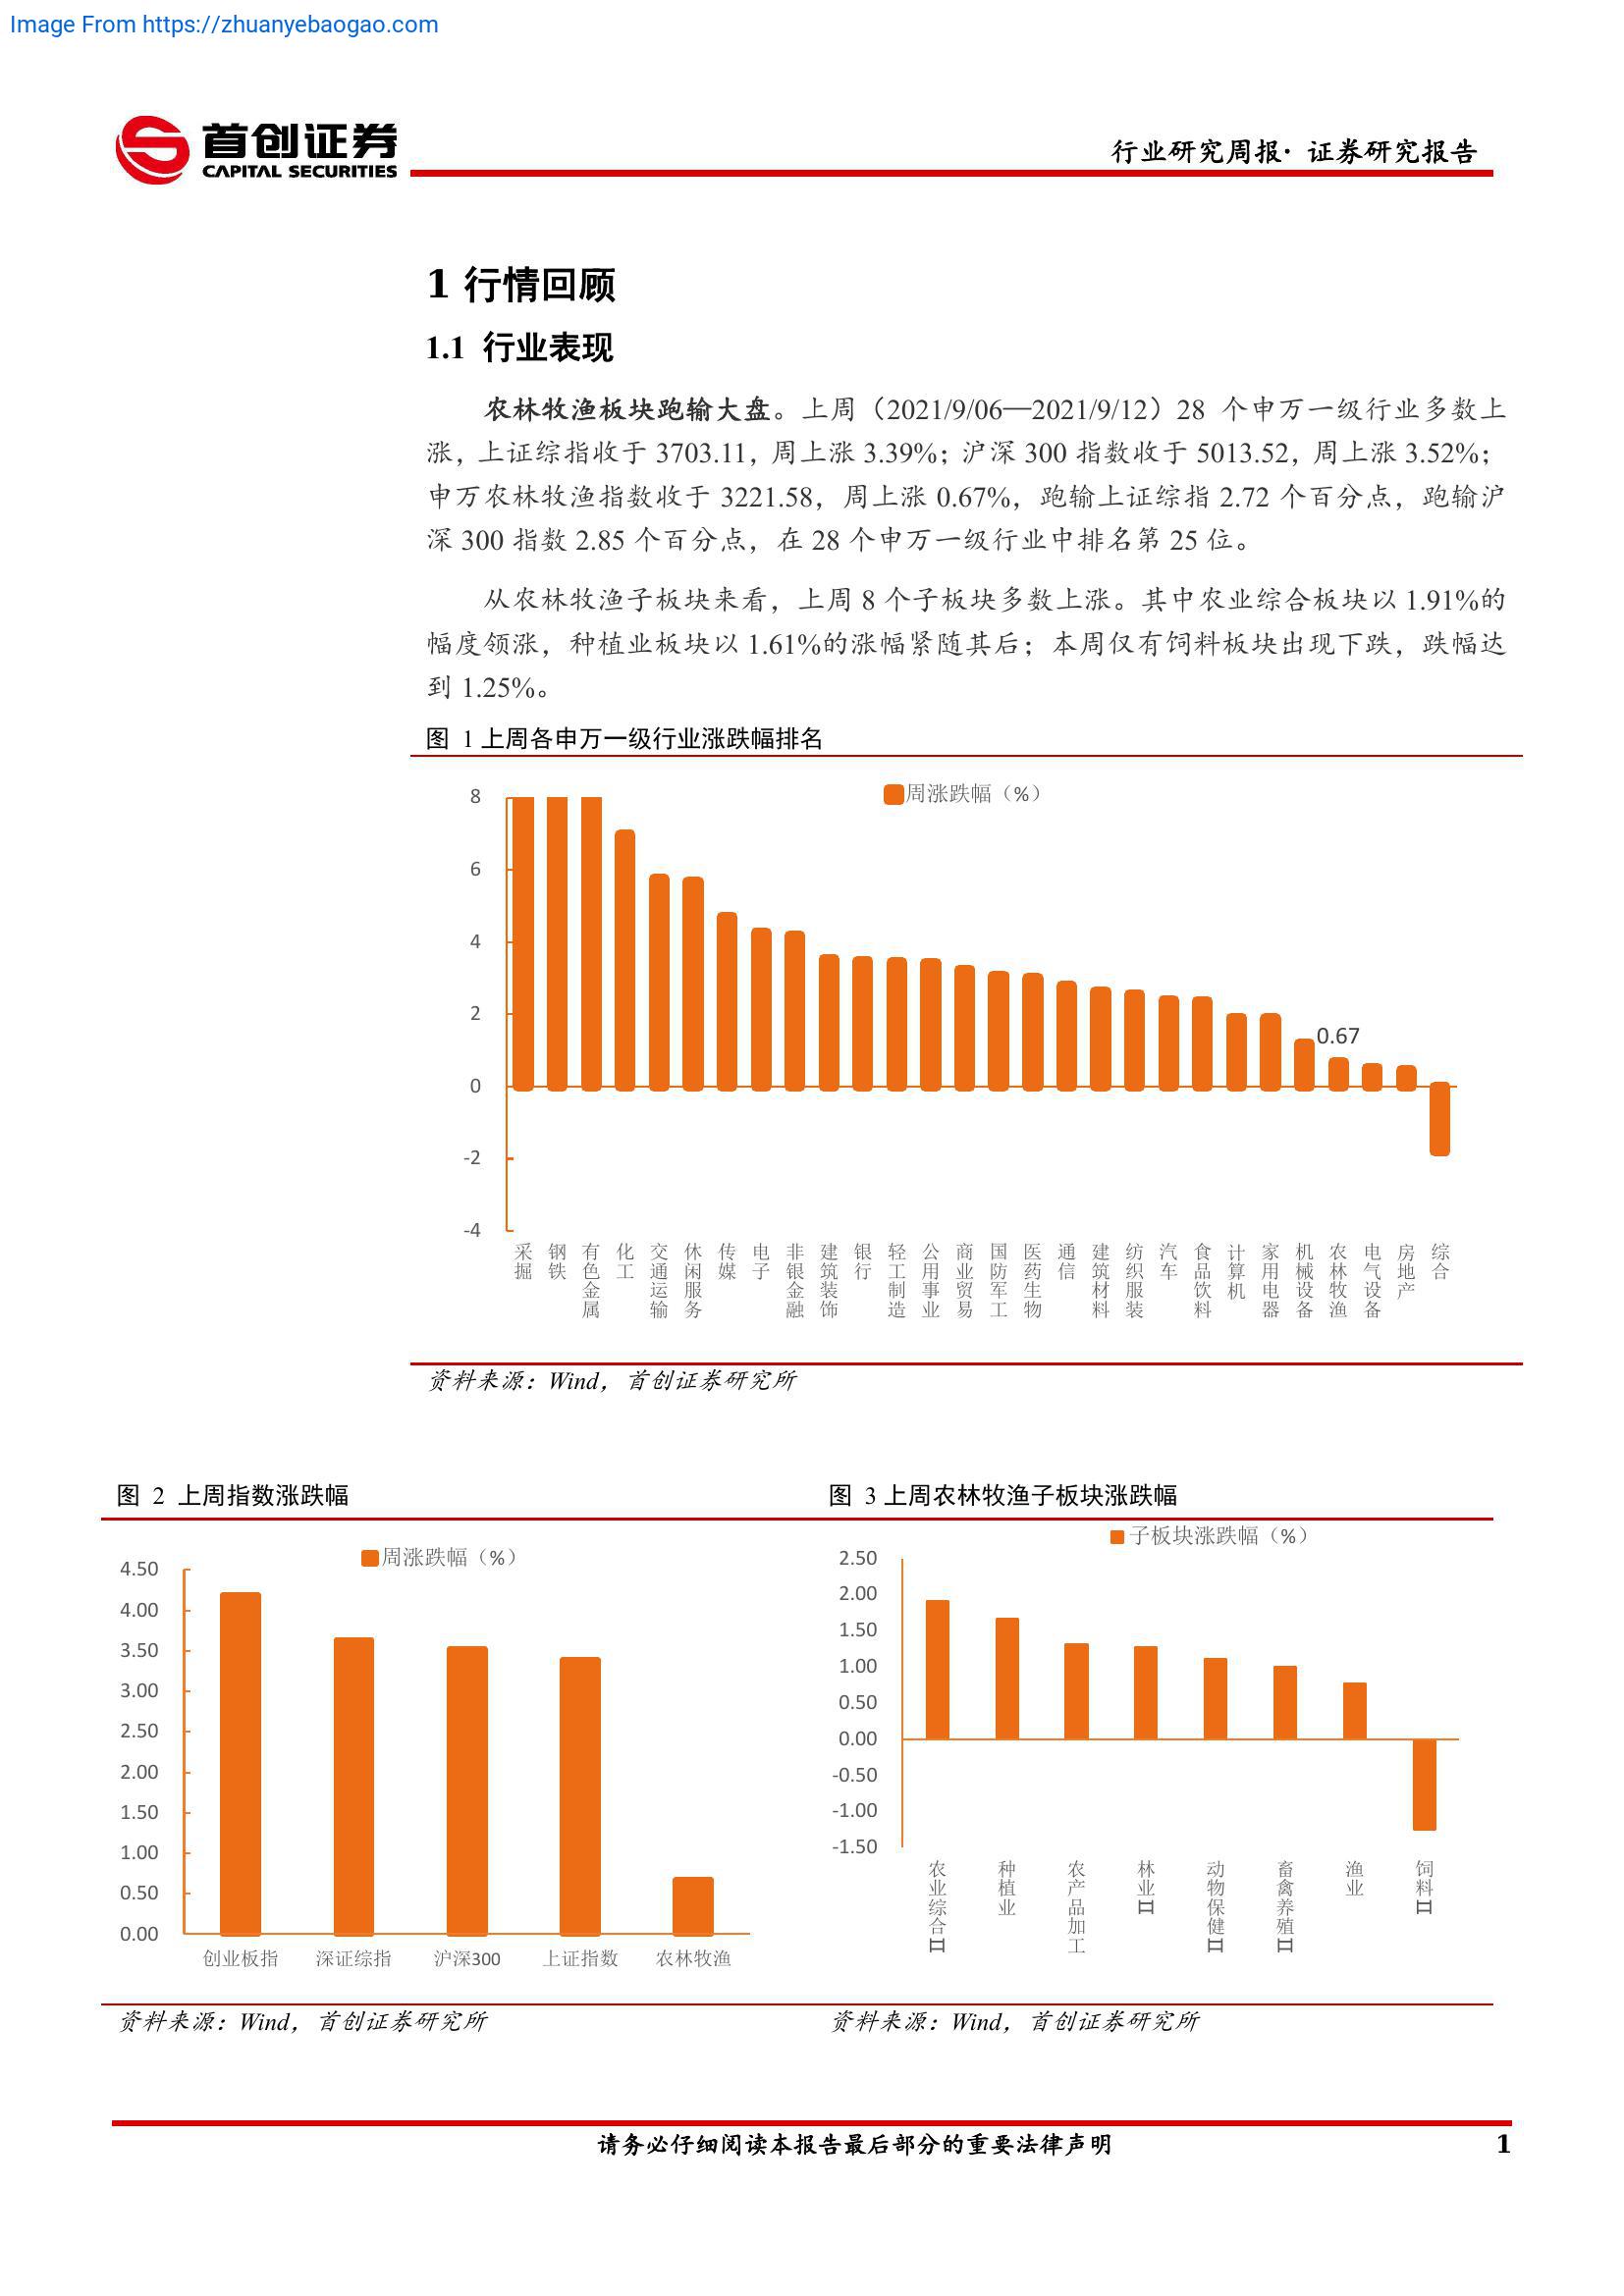 Image From https://zhuanyebaogao.com
首创证券
CAPITAL SECURITIES
行业研究周报· 证券研究报告
1 行情回顾
1.1 行业表现
农林牧渔板块跑输大盘。上周（2021/9/06—2021/9/12）28 个申万一级行业多数上
涨，上证综指收于 3703.11，周上涨 3.39%；沪深 300 指数收于 5013.52，周上涨 3.52%；
申万农林牧渔指数收于 3221.58，周上涨 0.67%，跑输上证综指 2.72 个百分点，跑输沪
深 300 指数 2.85 个百分点，在 28 个申万一级行业中排名第 25 位。
从农林牧渔子板块来看，上周 8 个子板块多数上涨。其中农业综合板块以 1.91%的
幅度领涨，种植业板块以 1.61%的涨幅紧随其后；本周仅有饲料板块出现下跌，跌幅达
到 1.25%。
图 1 上周各申万一级行业涨跌幅排名
周涨跌幅（%）
8
6
4
2
0
-2
-4
0.67
采掘
钢铁
有色金属
化工
交通运输
休闲服务
传媒
电子
非银金融
建筑装饰
银行
轻工制造
公用事业
商业贸易
国防军工
医药生物
通信
建筑材料
纺织服装
汽车
食品饮料
计算机
家用电器
机械设备
农林牧渔
电气设备
房地产
综合
资料来源：Wind，首创证券研究所
图 2 上周指数涨跌幅
周涨跌幅（%）
4.50
4.00
3.50
3.00
2.50
2.00
1.50
1.00
0.50
0.00
创业板指
深证综指
沪深300
上证指数
农林牧渔
资料来源：Wind，首创证券研究所
图 3 上周农林牧渔子板块涨跌幅
子板块涨跌幅（%）
2.50
2.00
1.50
1.00
0.50
0.00
-0.50
-1.00
-1.50
农业综合Ⅱ
种植业
农产品加工
林业Ⅱ
动物保健Ⅱ
畜禽养殖Ⅱ
渔业
饲料Ⅱ
资料来源：Wind，首创证券研究所
请务必仔细阅读本报告最后部分的重要法律声明
1